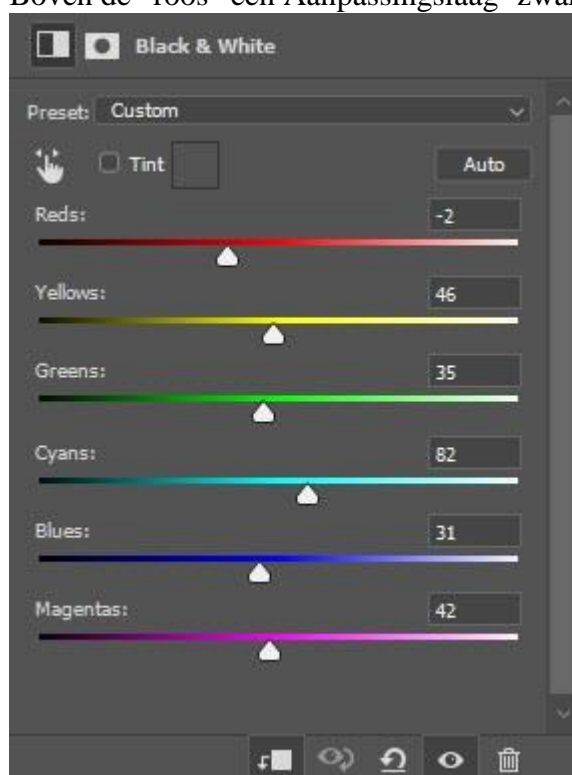 Boven de "roos" een Aanpassingslaag "zwar
Black & White
Preset: Custom
Tint Auto
Reds: -2
Yellows: 46
Greens: 35
Cyans: 82
Blues: 31
Magentas: 42